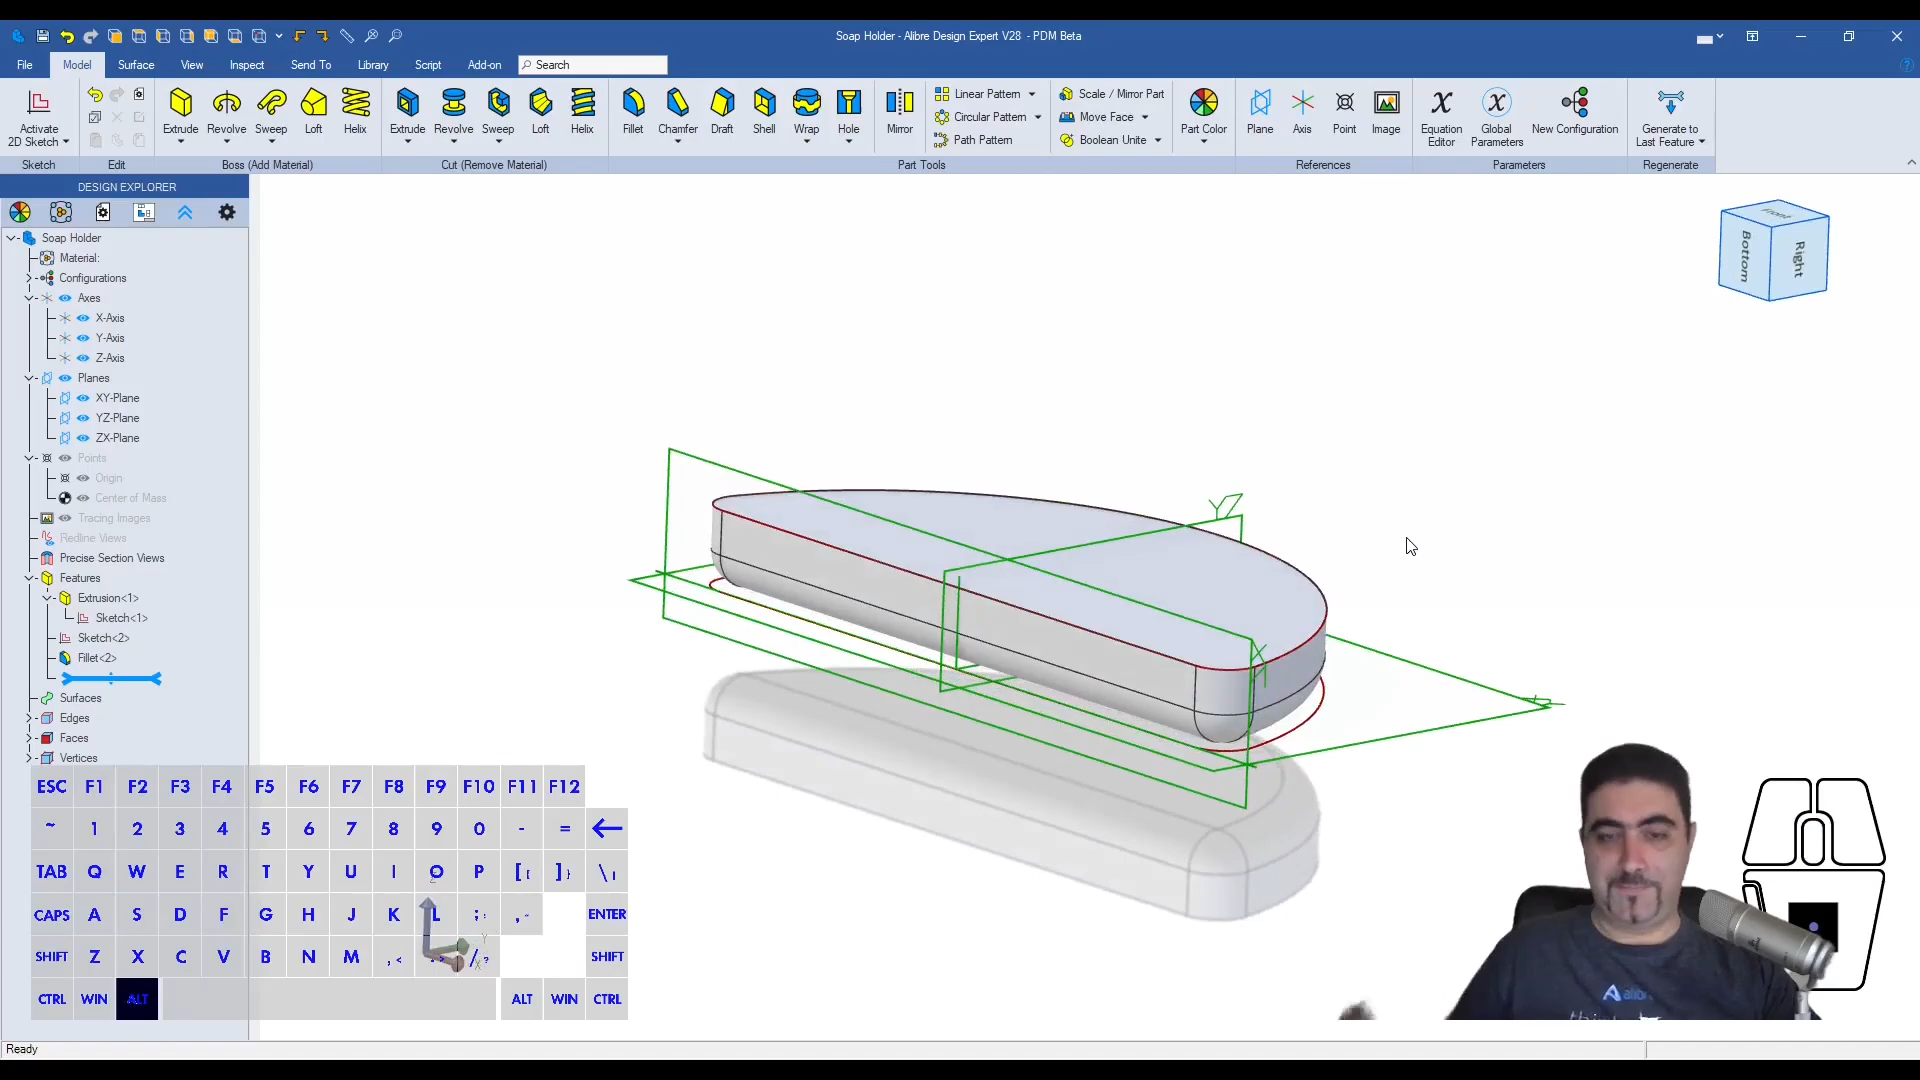 Soap Holder - Alibre Design Expert V28 - PDM Beta
File Model Surface View Inspect Send To Library Script Add-on Search
Activate 2D Sketch
Extrude Revolve Sweep Loft Helix
Extrude Revolve Sweep Loft Helix
Fillet Chamfer Draft Shell Wrap Hole Mirror
Linear Pattern
Circular Pattern
Path Pattern
Scale / Mirror Part
Move Face
Boolean Unite
Part Color
Plane Axis Point Image
Equation Editor
Global Parameters
New Configuration
Generate to Last Feature
Sketch Edit Boss (Add Material) Cut (Remove Material) Part Tools References Parameters Regenerate
DESIGN EXPLORER
Soap Holder
Material:
Configurations
Axes
X-Axis
Y-Axis
Z-Axis
Planes
XY-Plane
YZ-Plane
ZX-Plane
Points
Origin
Center of Mass
Tracing Images
Redline Views
Precise Section Views
Features
Extrusion<1>
Sketch<1>
Sketch<2>
Fillet<2>
Surfaces
Edges
Faces
Vertices
Front
Bottom Right
ESC F1 F2 F3 F4 F5 F6 F7 F8 F9 F10 F11 F12
~ 1 2 3 4 5 6 7 8 9 0 - =
TAB Q W E R T Y U I O P [ ] \
CAPS A S D F G H J K L ; ENTER
SHIFT Z X C V B N M , < / ? SHIFT
CTRL WIN ALT ALT WIN CTRL
Ready